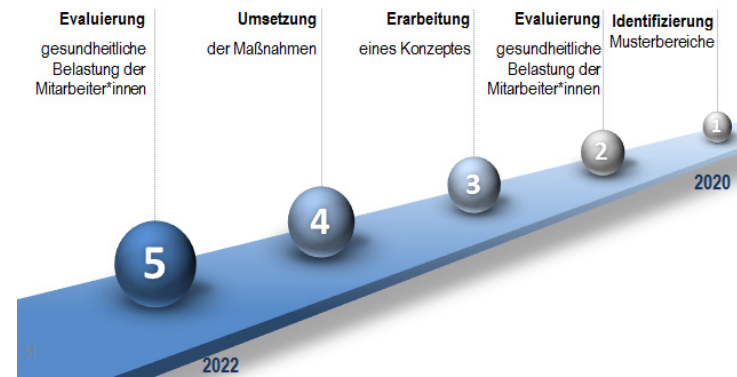 Evaluierung
gesundheitliche
Belastung der
Mitarbeiter*innen
Umsetzung
der Maßnahmen
Erarbeitung
eines Konzeptes
Evaluierung
gesundheitliche
Belastung der
Mitarbeiter*innen
Identifizierung
Musterbereiche
5
4
3
2
1
2020
2022